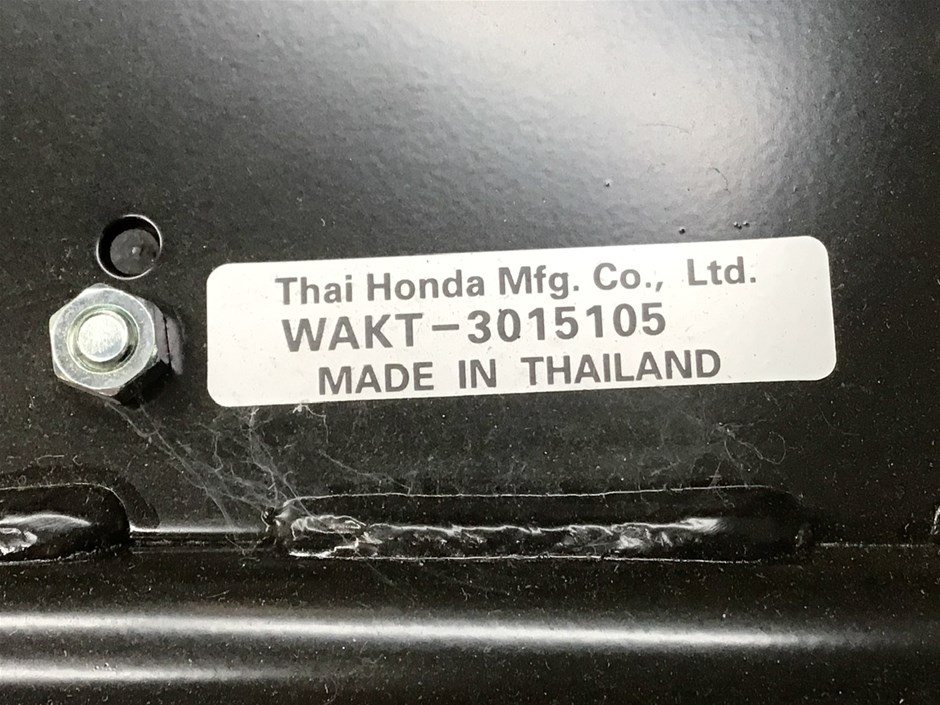 Thai Honda Mfg. Co., Ltd.
WAKT-3015105
MADE IN THAILAND